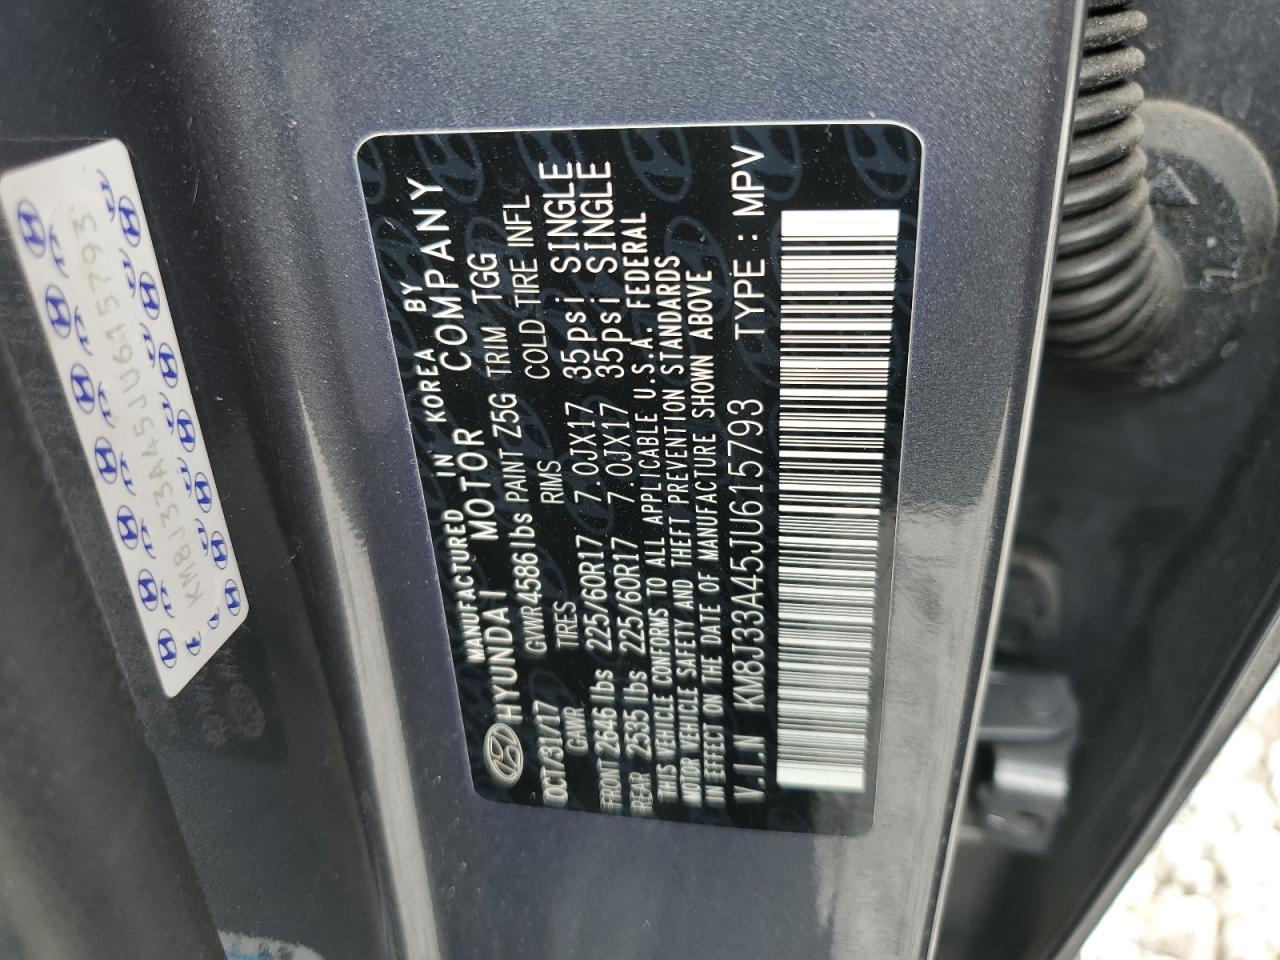 MANUFACTURED IN KOREA BY
HYUNDAI MOTOR COMPANY
OCT/31/17 GVWR 4586lbs PAINT Z5G TRIM TGG
GAWR TIRES RIMS COLD TIRE INFL
FRONT 2646 lbs 225/60R17 7.0JX17 35psi SINGLE
REAR 2535 lbs 225/60R17 7.0JX17 35psi SINGLE
THIS VEHICLE CONFORMS TO ALL APPLICABLE U.S.A. FEDERAL
MOTOR VEHICLE SAFETY AND THEFT PREVENTION STANDARDS
IN EFFECT ON THE DATE OF MANUFACTURE SHOWN ABOVE
V.I.N KM8J33A45JU615793 TYPE : MPV
KM8J33A45JU615793